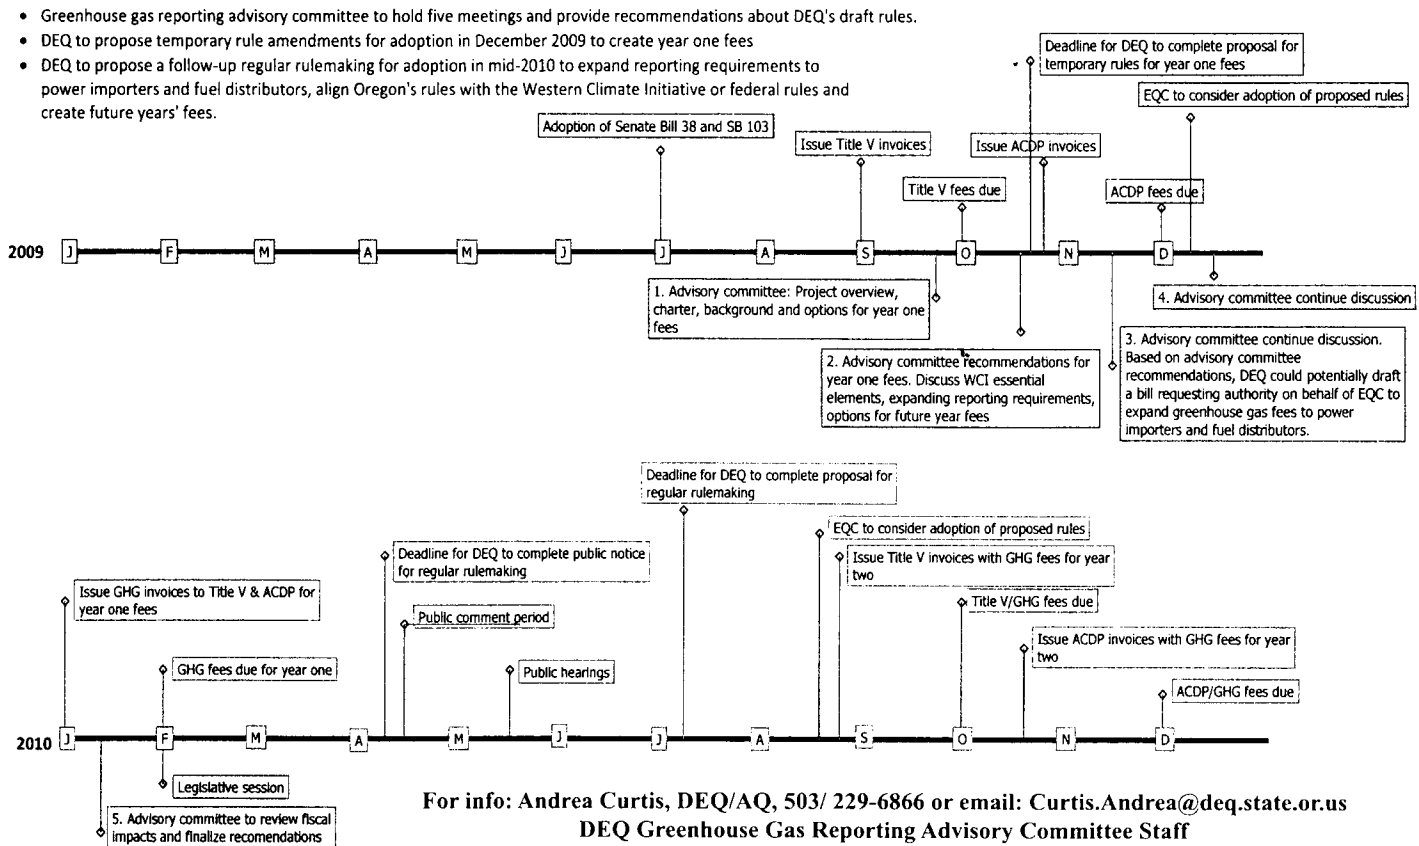 • Greenhouse gas reporting advisory committee to hold five meetings and provide recommendations about DEQ's draft rules.
• DEQ to propose temporary rule amendments for adoption in December 2009 to create year one fees
• DEQ to propose a follow-up regular rulemaking for adoption in mid-2010 to expand reporting requirements to
power importers and fuel distributors, align Oregon's rules with the Western Climate Initiative or federal rules and
create future years' fees.
Deadline for DEQ to complete proposal for
temporary rules for year one fees
EQC to consider adoption of proposed rules
Adoption of Senate Bill 38 and SB 103
Issue Title V invoices
Issue ACDP invoices
Title V fees due
ACDP fees due
2009 J F M A M J J A S O N D
1. Advisory committee: Project overview,
charter, background and options for year one
fees
4. Advisory committee continue discussion
2. Advisory committee recommendations for
year one fees. Discuss WCI essential
elements, expanding reporting requirements,
options for future year fees
3. Advisory committee continue discussion.
Based on advisory committee
recommendations, DEQ could potentially draft
a bill requesting authority on behalf of EQC to
expand greenhouse gas fees to power
importers and fuel distributors.
Deadline for DEQ to complete proposal for
regular rulemaking
EQC to consider adoption of proposed rules
Deadline for DEQ to complete public notice
for regular rulemaking
Issue Title V invoices with GHG fees for year
two
Issue GHG invoices to Title V & ACDP for
year one fees
Title V/GHG fees due
Public comment period
Issue ACDP invoices with GHG fees for year
two
GHG fees due for year one
Public hearings
ACDP/GHG fees due
2010 J F M A M J J A S O N D
Legislative session
5. Advisory committee to review fiscal
impacts and finalize recomendations
For info: Andrea Curtis, DEQ/AQ, 503/ 229-6866 or email: Curtis.Andrea@deq.state.or.us
DEQ Greenhouse Gas Reporting Advisory Committee Staff